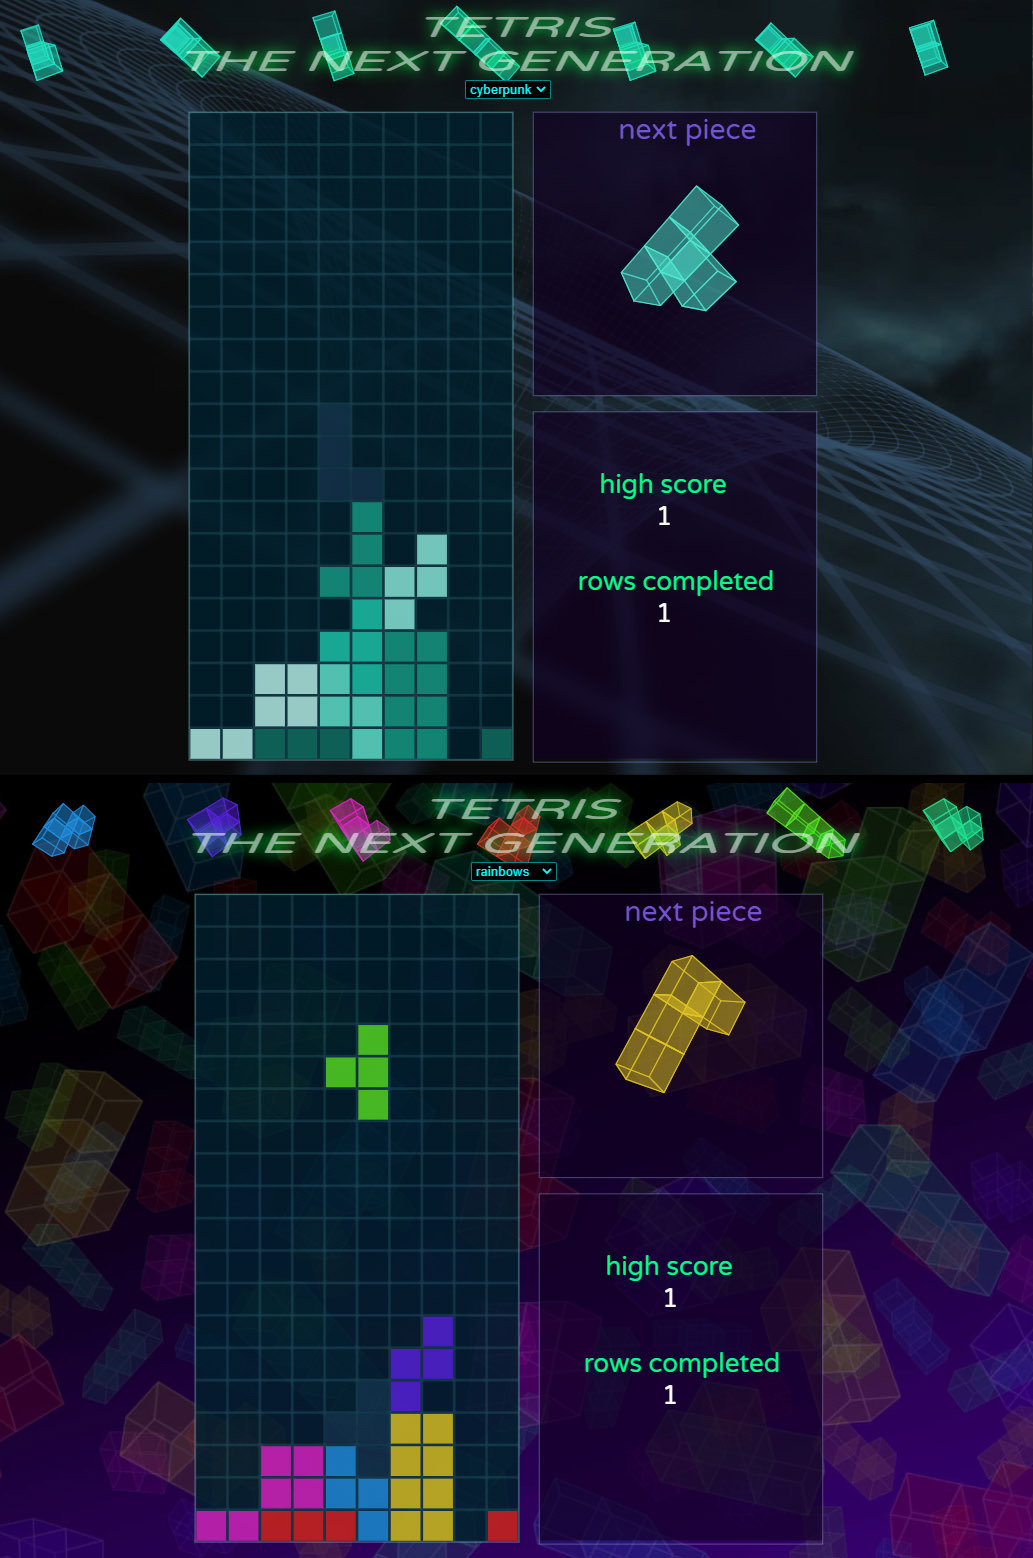 TETRIS
THE NEXT GENERATION
cyberpunk
next piece
high score
1
rows completed
1
TETRIS
THE NEXT GENERATION
rainbows
next piece
high score
1
rows completed
1